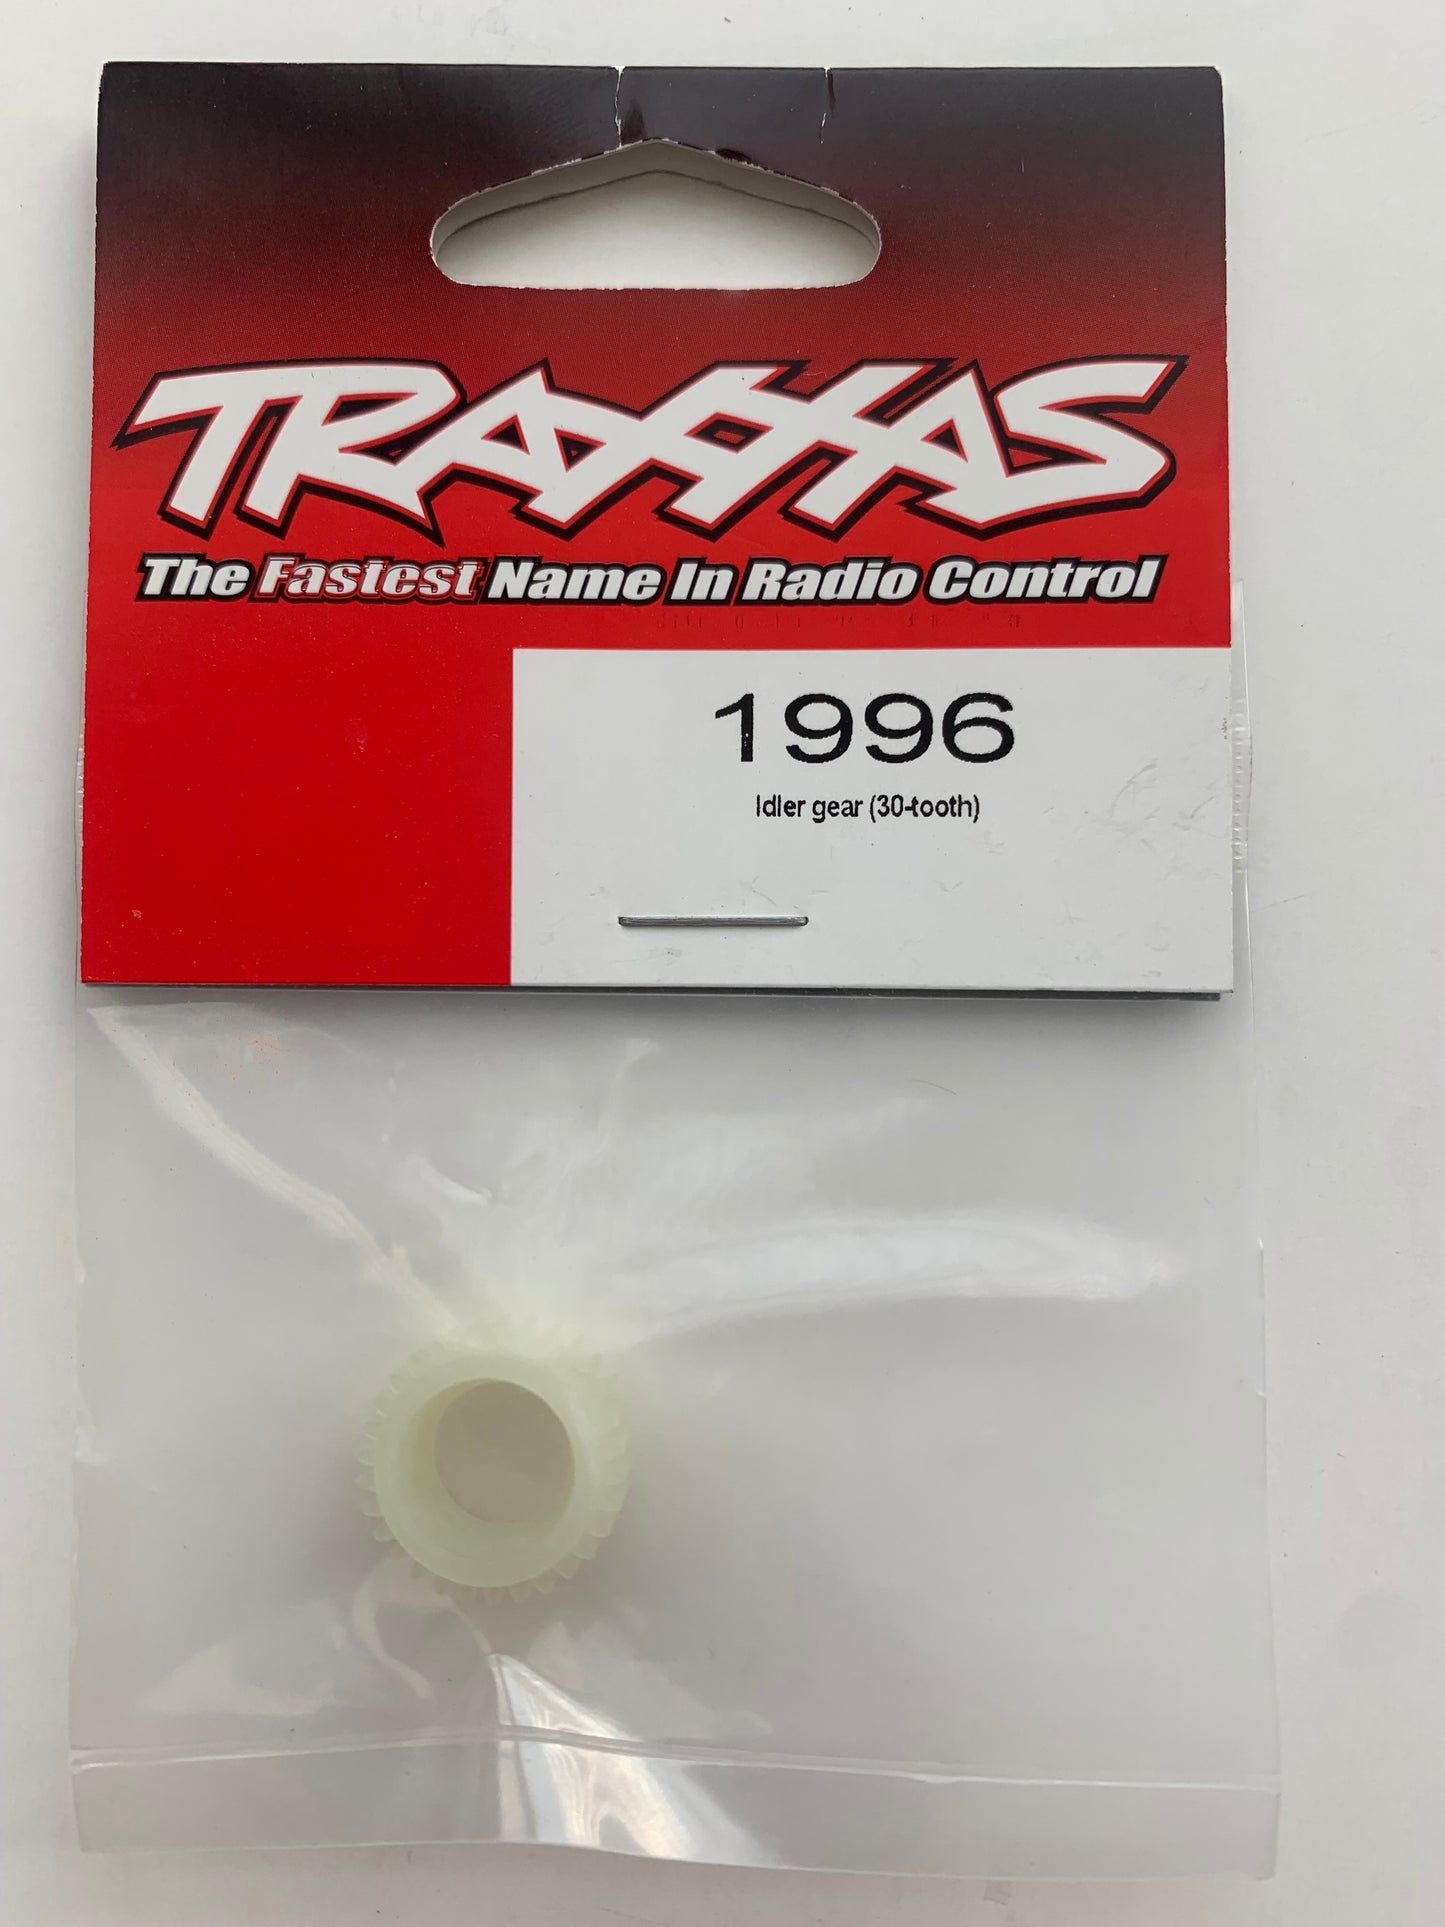 TRAXXAS
The Fastest Name In Radio Control
1996
Idler gear (30-tooth)